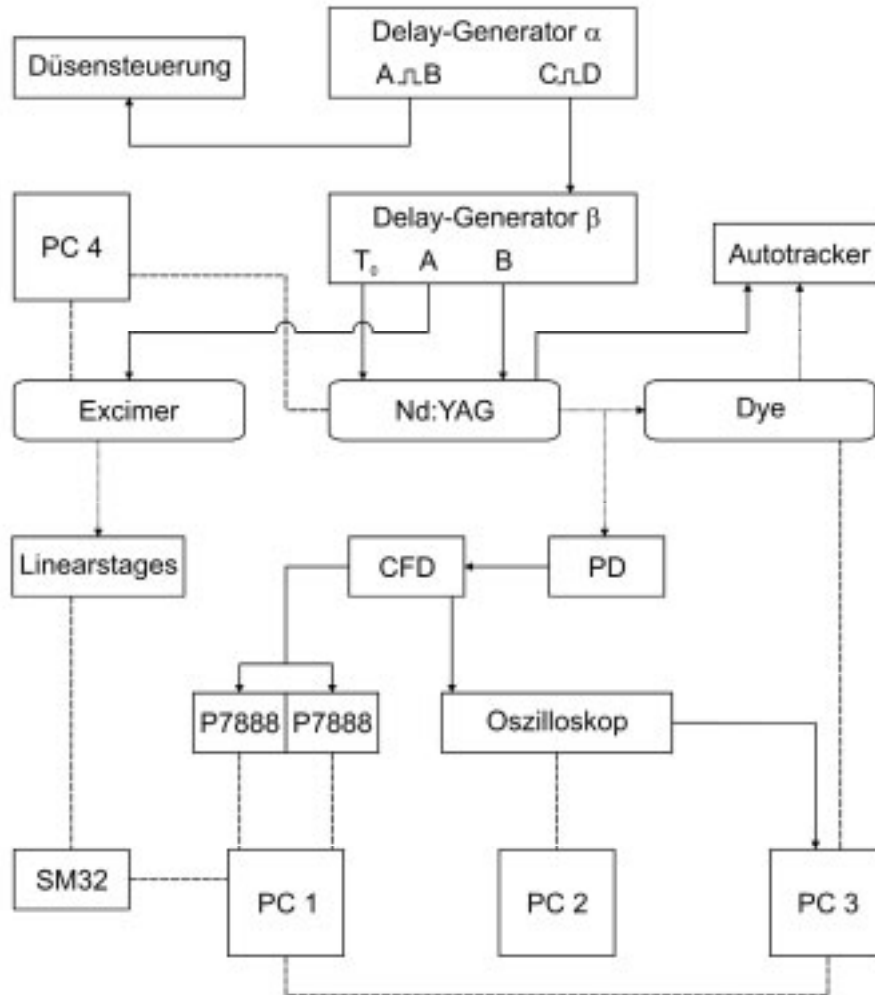 Delay-Generator α
Düsensteuerung
A⎍B C⎍D
PC 4
Delay-Generator β
T₀ A B
Autotracker
Excimer
Nd:YAG
Dye
Linearstages
CFD
PD
P7888 P7888
Oszilloskop
SM32
PC 1
PC 2
PC 3